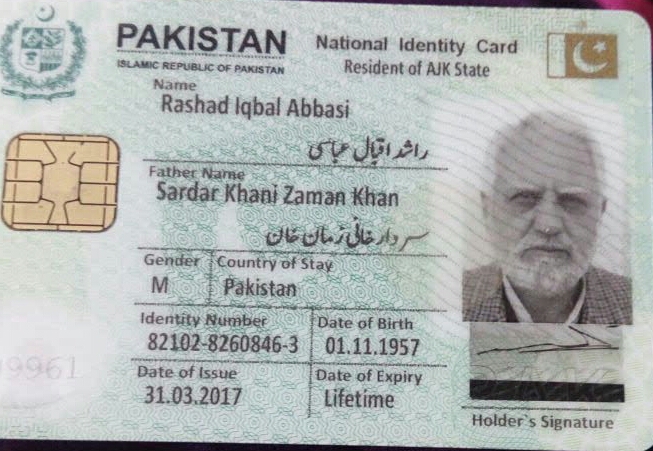 PAKISTAN
ISLAMIC REPUBLIC OF PAKISTAN
National Identity Card
Resident of AJK State
Name
Rashad Iqbal Abbasi
راشد اقبال عباسی
Father Name
Sardar Khani Zaman Khan
سردار خانی زمان خان
Gender Country of Stay
M Pakistan
Identity Number Date of Birth
82102-8260846-3 01.11.1957
Date of Issue Date of Expiry
31.03.2017 Lifetime
Holder`s Signature